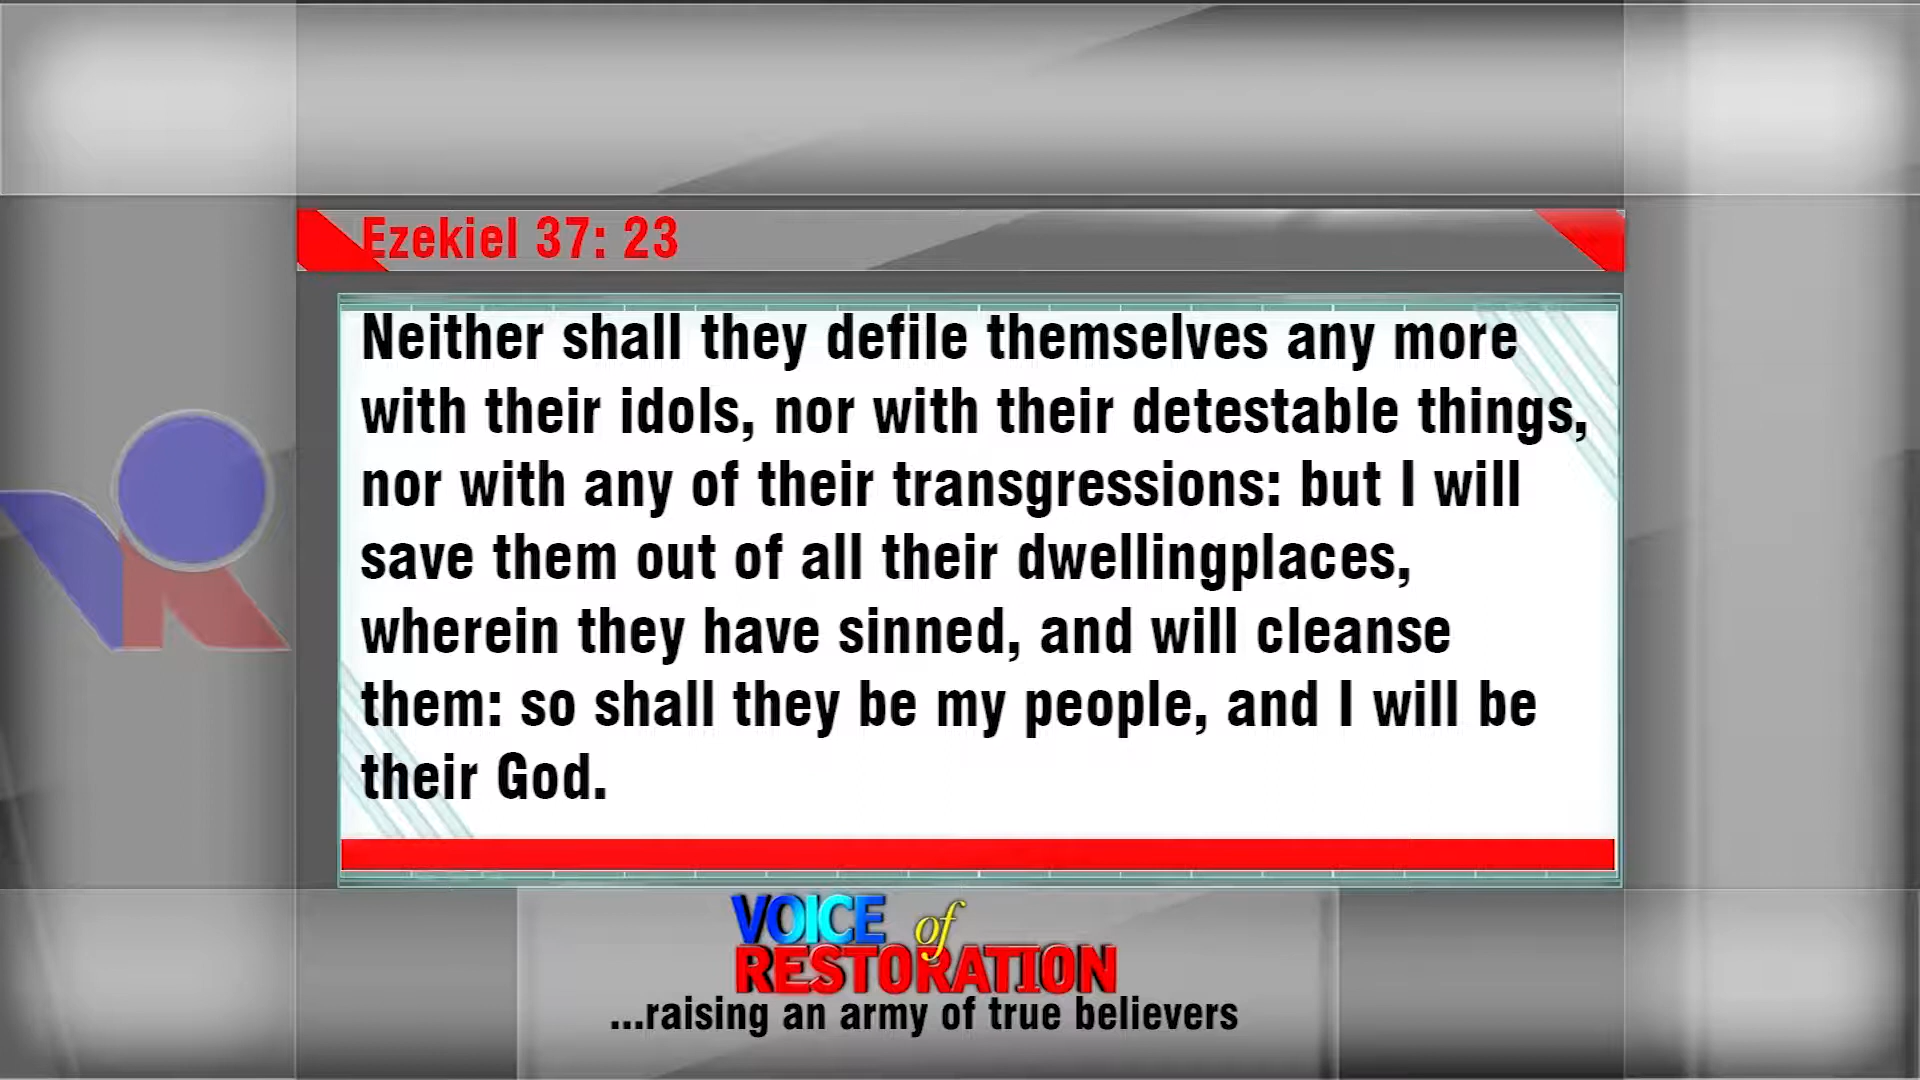 Ezekiel 37: 23
Neither shall they defile themselves any more
with their idols, nor with their detestable things,
nor with any of their transgressions: but I will
save them out of all their dwellingplaces,
wherein they have sinned, and will cleanse
them: so shall they be my people, and I will be
their God.
VOICE of
RESTORATION
...raising an army of true believers